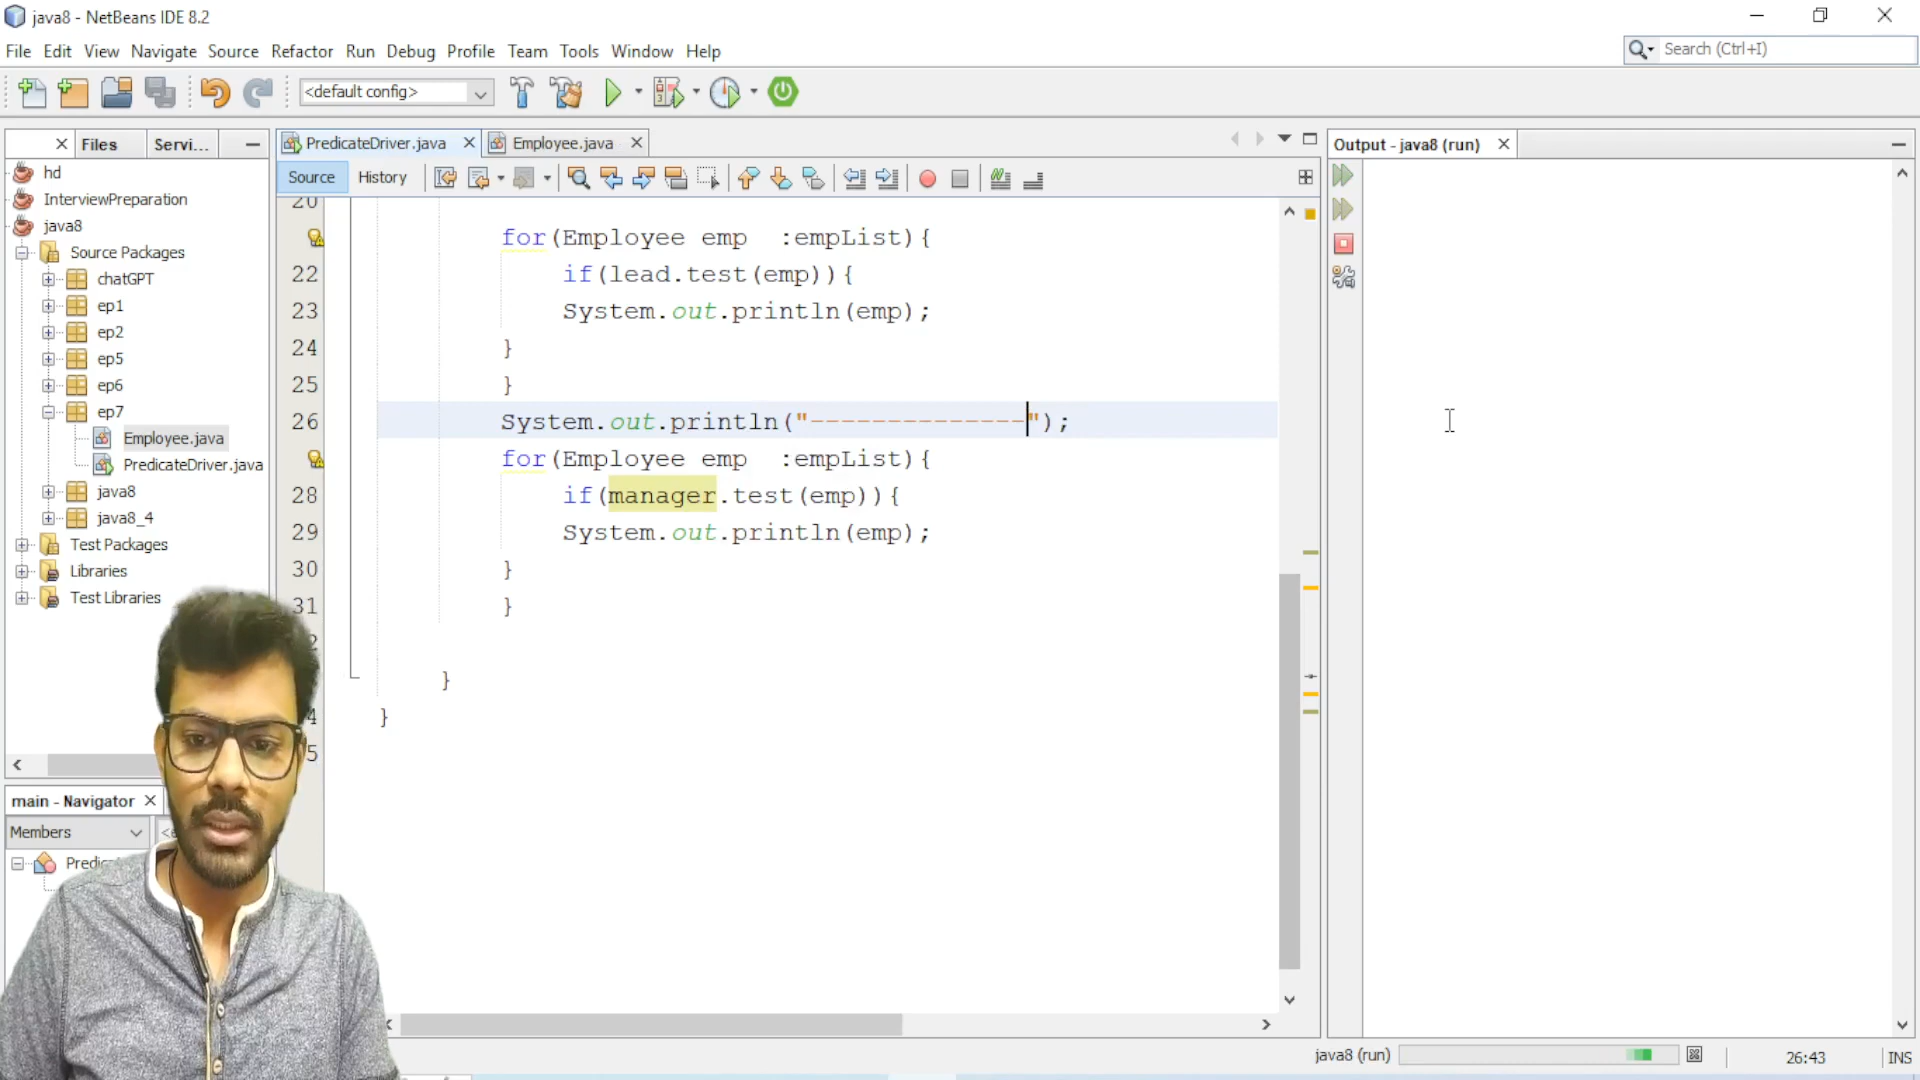 java8 - NetBeans IDE 8.2
File Edit View Navigate Source Refactor Run Debug Profile Team Tools Window Help
Search (Ctrl+I)
<default config>
Files
Servi...
PredicateDriver.java
Employee.java
Output - java8 (run)
Source
History
hd
InterviewPreparation
java8
Source Packages
chatGPT
ep1
ep2
ep5
ep6
ep7
Employee.java
PredicateDriver.java
java8
java8_4
Test Packages
Libraries
Test Libraries
main - Navigator
Members
20
for(Employee emp  :empList){
22 if(lead.test(emp)){
23 System.out.println(emp);
24 }
25 }
26 System.out.println("--------------");
for(Employee emp  :empList){
28 if(manager.test(emp)){
29 System.out.println(emp);
30 }
31 }
}
4 }
5
java8 (run)
26:43
INS